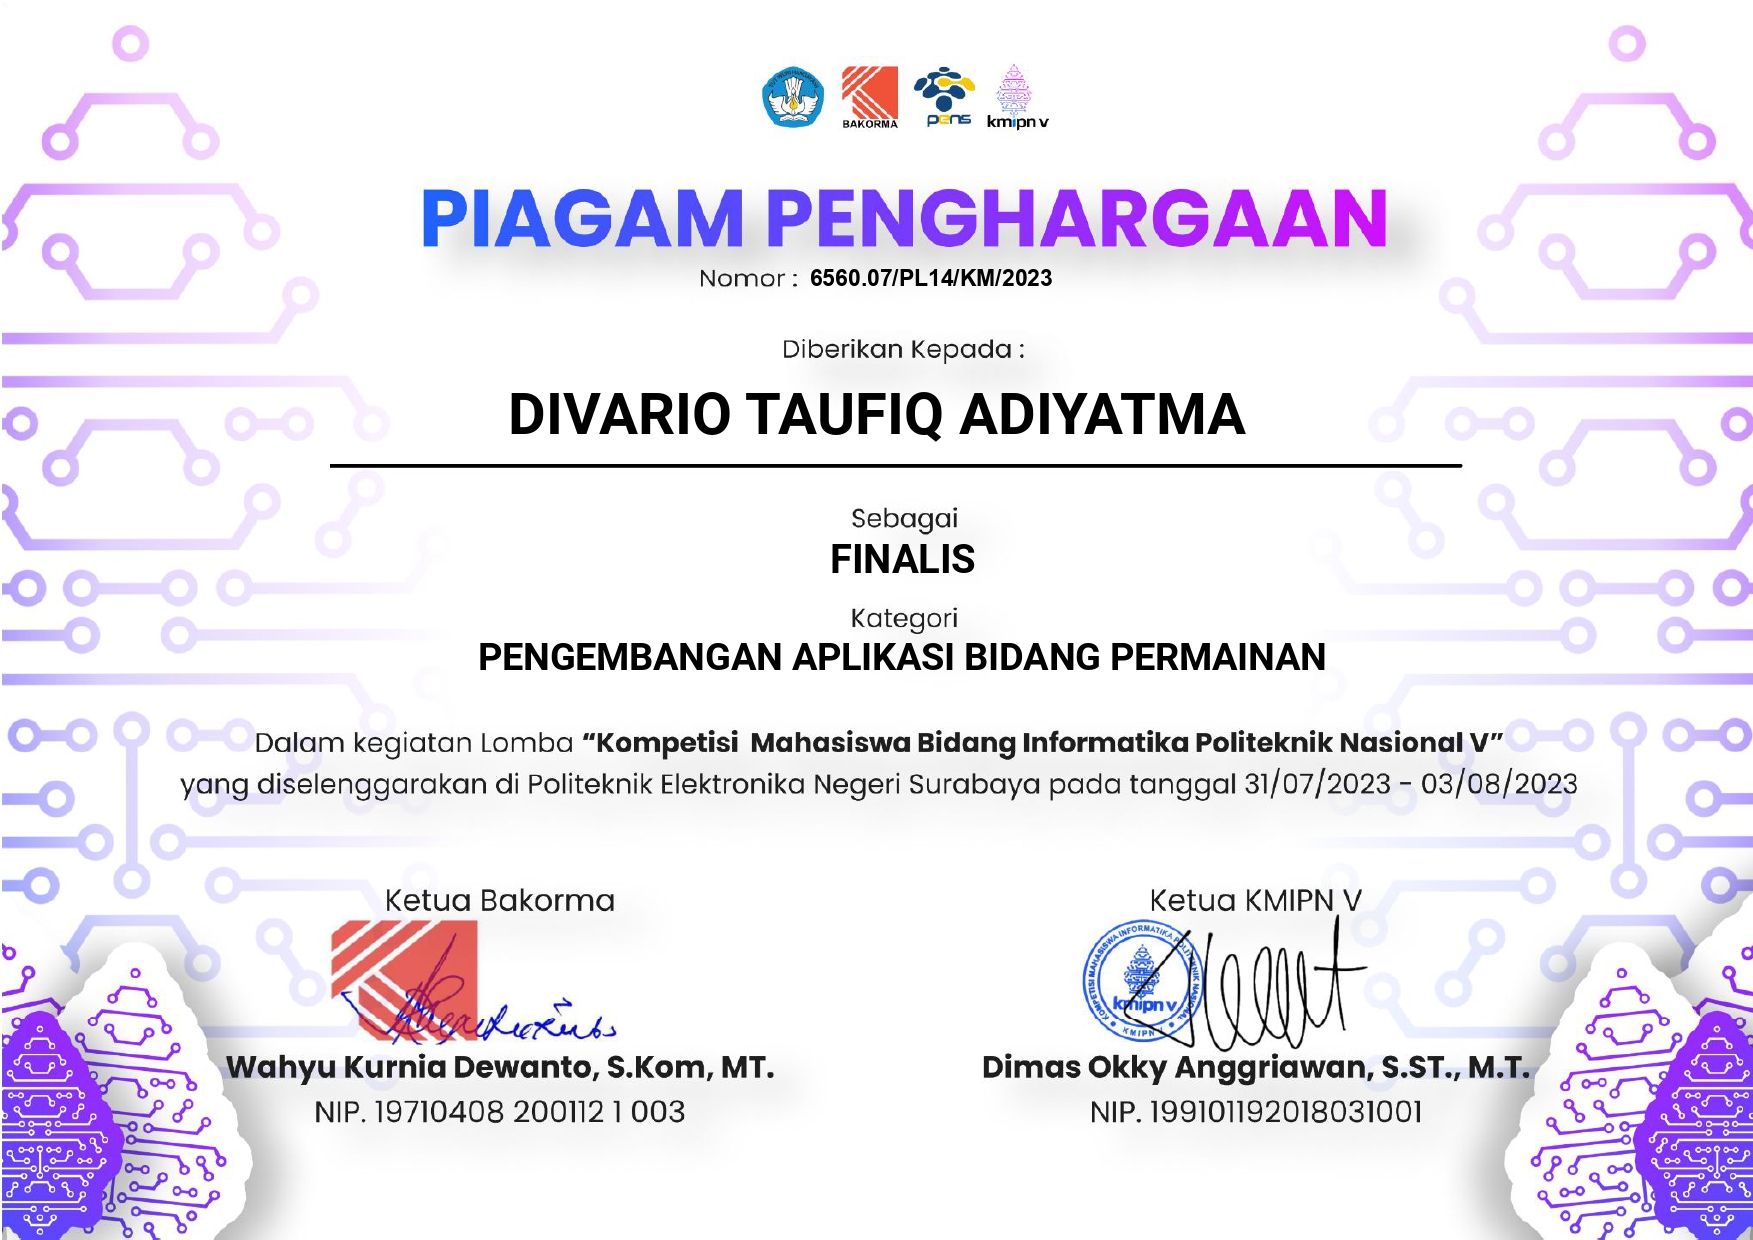 BAKORMA
pens
kmipn v
PIAGAM PENGHARGAAN
Nomor : 6560.07/PL14/KM/2023
Diberikan Kepada :
DIVARIO TAUFIQ ADIYATMA
Sebagai
FINALIS
Kategori
PENGEMBANGAN APLIKASI BIDANG PERMAINAN
Dalam kegiatan Lomba “Kompetisi Mahasiswa Bidang Informatika Politeknik Nasional V”
yang diselenggarakan di Politeknik Elektronika Negeri Surabaya pada tanggal 31/07/2023 - 03/08/2023
Ketua Bakorma
Ketua KMIPN V
KOMPETISI MAHASISWA INFORMATIKA POLITEKNIK NASIONAL
kmipn v
KMIPN V
Wahyu Kurnia Dewanto, S.Kom, MT.
NIP. 19710408 200112 1 003
Dimas Okky Anggriawan, S.ST., M.T.
NIP. 199101192018031001